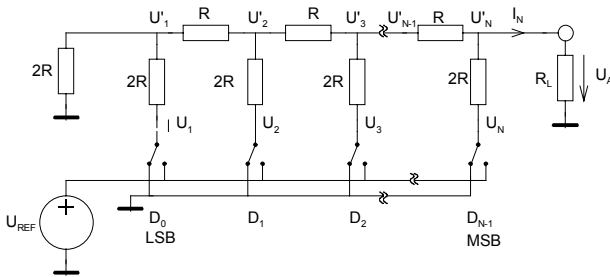 U'1 R U'2 R U'3 U'N-1 R U'N IN
2R 2R 2R 2R 2R RL UA
U1 U2 U3 UN
UREF
D0 D1 D2 DN-1
LSB MSB